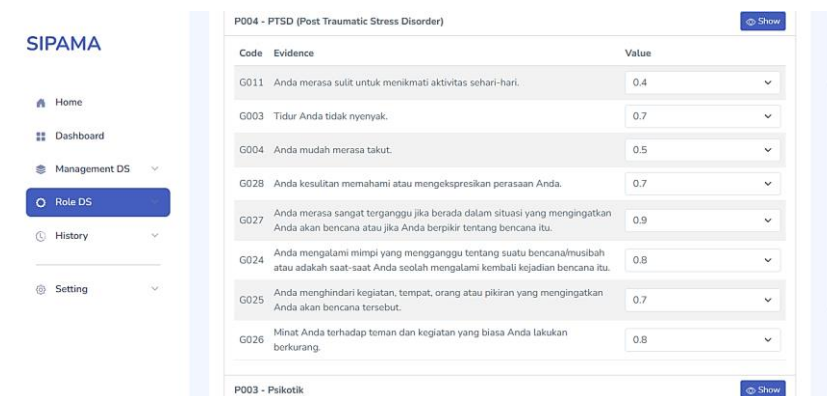 SIPAMA
Home
Dashboard
Management DS
Role DS
History
Setting
P004 - PTSD (Post Traumatic Stress Disorder)
Show
Code Evidence Value
G011 Anda merasa sulit untuk menikmati aktivitas sehari-hari. 0.4
G003 Tidur Anda tidak nyenyak. 0.7
G004 Anda mudah merasa takut. 0.5
G028 Anda kesulitan memahami atau mengekspresikan perasaan Anda. 0.7
G027 Anda merasa sangat terganggu jika berada dalam situasi yang mengingatkan
Anda akan bencana atau jika Anda berpikir tentang bencana itu. 0.9
G024 Anda mengalami mimpi yang mengganggu tentang suatu bencana/musibah
atau adakah saat-saat Anda seolah mengalami kembali kejadian bencana itu. 0.8
G025 Anda menghindari kegiatan, tempat, orang atau pikiran yang mengingatkan
Anda akan bencana tersebut. 0.7
G026 Minat Anda terhadap teman dan kegiatan yang biasa Anda lakukan
berkurang. 0.8
P003 - Psikotik
Show